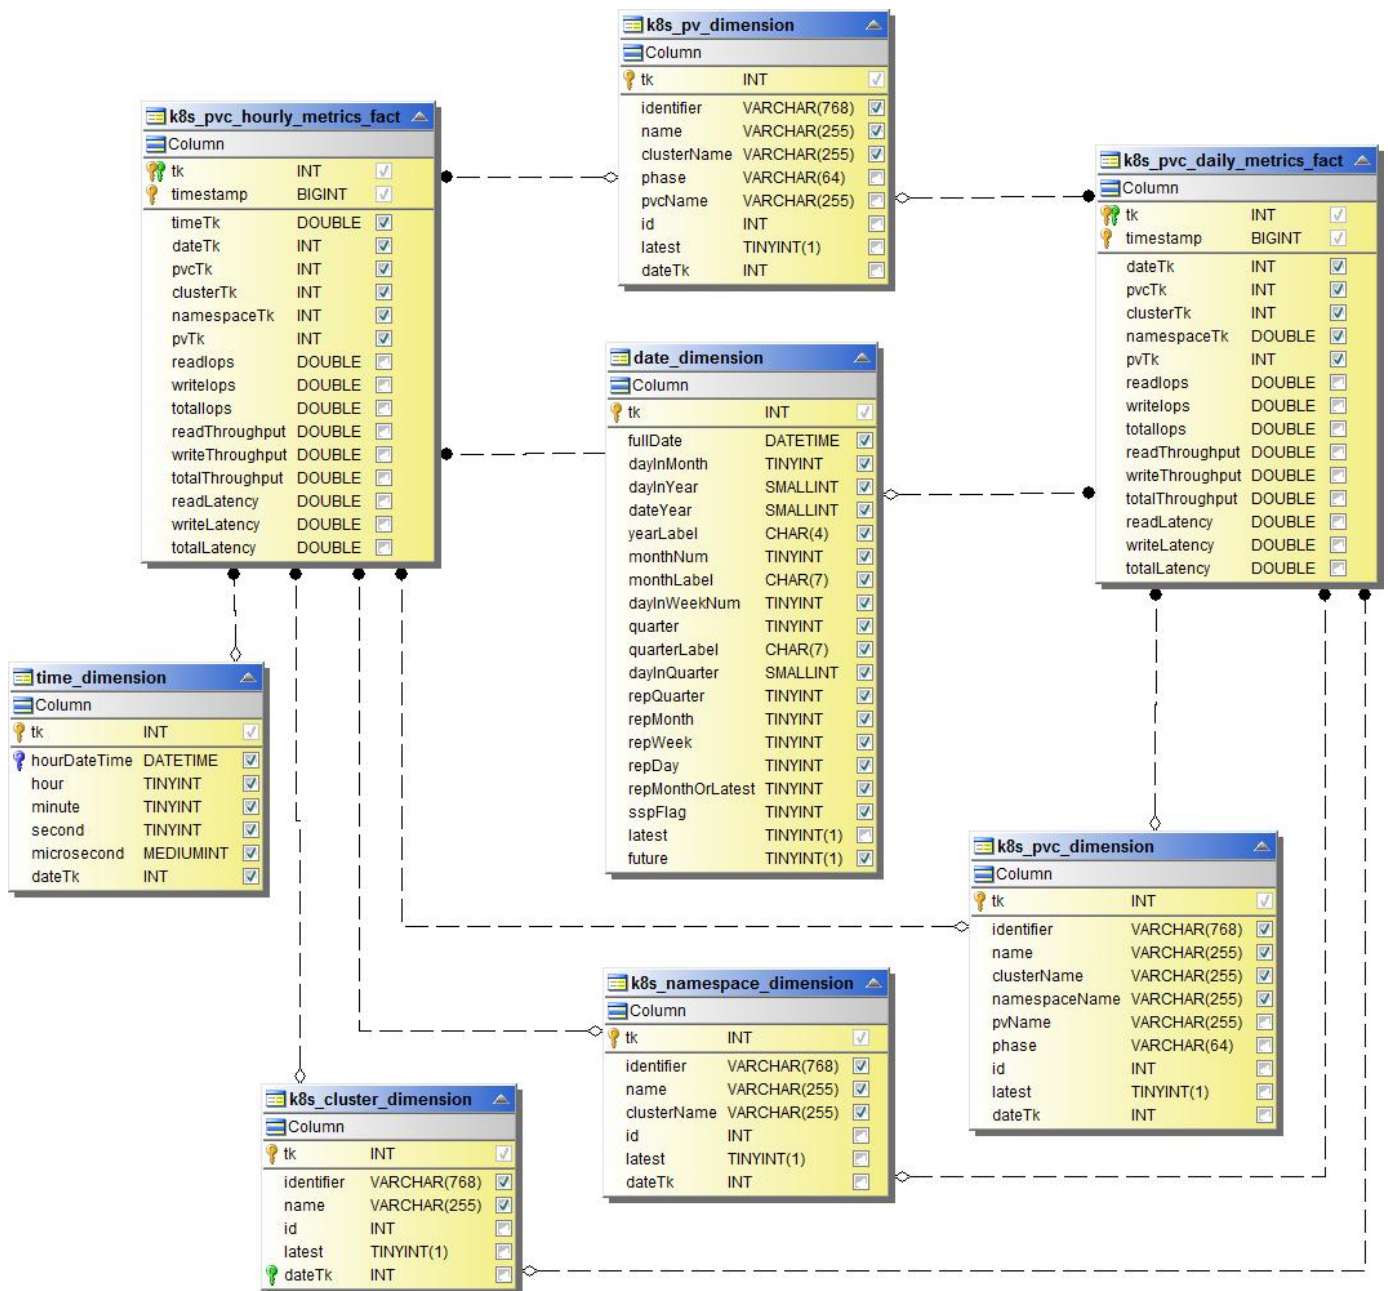 k8s_pv_dimension
Column
tk INT
identifier VARCHAR(768)
name VARCHAR(255)
clusterName VARCHAR(255)
phase VARCHAR(64)
pvcName VARCHAR(255)
id INT
latest TINYINT(1)
dateTk INT
k8s_pvc_hourly_metrics_fact
Column
tk INT
timestamp BIGINT
timeTk DOUBLE
dateTk INT
pvcTk INT
clusterTk INT
namespaceTk INT
pvTk INT
readIops DOUBLE
writeIops DOUBLE
totalIops DOUBLE
readThroughput DOUBLE
writeThroughput DOUBLE
totalThroughput DOUBLE
readLatency DOUBLE
writeLatency DOUBLE
totalLatency DOUBLE
k8s_pvc_daily_metrics_fact
Column
tk INT
timestamp BIGINT
dateTk INT
pvcTk INT
clusterTk INT
namespaceTk DOUBLE
pvTk INT
readIops DOUBLE
writeIops DOUBLE
totalIops DOUBLE
readThroughput DOUBLE
writeThroughput DOUBLE
totalThroughput DOUBLE
readLatency DOUBLE
writeLatency DOUBLE
totalLatency DOUBLE
date_dimension
Column
tk INT
fullDate DATETIME
dayInMonth TINYINT
dayInYear SMALLINT
dateYear SMALLINT
yearLabel CHAR(4)
monthNum TINYINT
monthLabel CHAR(7)
dayInWeekNum TINYINT
quarter TINYINT
quarterLabel CHAR(7)
dayInQuarter SMALLINT
repQuarter TINYINT
repMonth TINYINT
repWeek TINYINT
repDay TINYINT
repMonthOrLatest TINYINT
sspFlag TINYINT
latest TINYINT(1)
future TINYINT(1)
time_dimension
Column
tk INT
hourDateTime DATETIME
hour TINYINT
minute TINYINT
second TINYINT
microsecond MEDIUMINT
dateTk INT
k8s_pvc_dimension
Column
tk INT
identifier VARCHAR(768)
name VARCHAR(255)
clusterName VARCHAR(255)
namespaceName VARCHAR(255)
pvName VARCHAR(255)
phase VARCHAR(64)
id INT
latest TINYINT(1)
dateTk INT
k8s_namespace_dimension
Column
tk INT
identifier VARCHAR(768)
name VARCHAR(255)
clusterName VARCHAR(255)
id INT
latest TINYINT(1)
dateTk INT
k8s_cluster_dimension
Column
tk INT
identifier VARCHAR(768)
name VARCHAR(255)
id INT
latest TINYINT(1)
dateTk INT